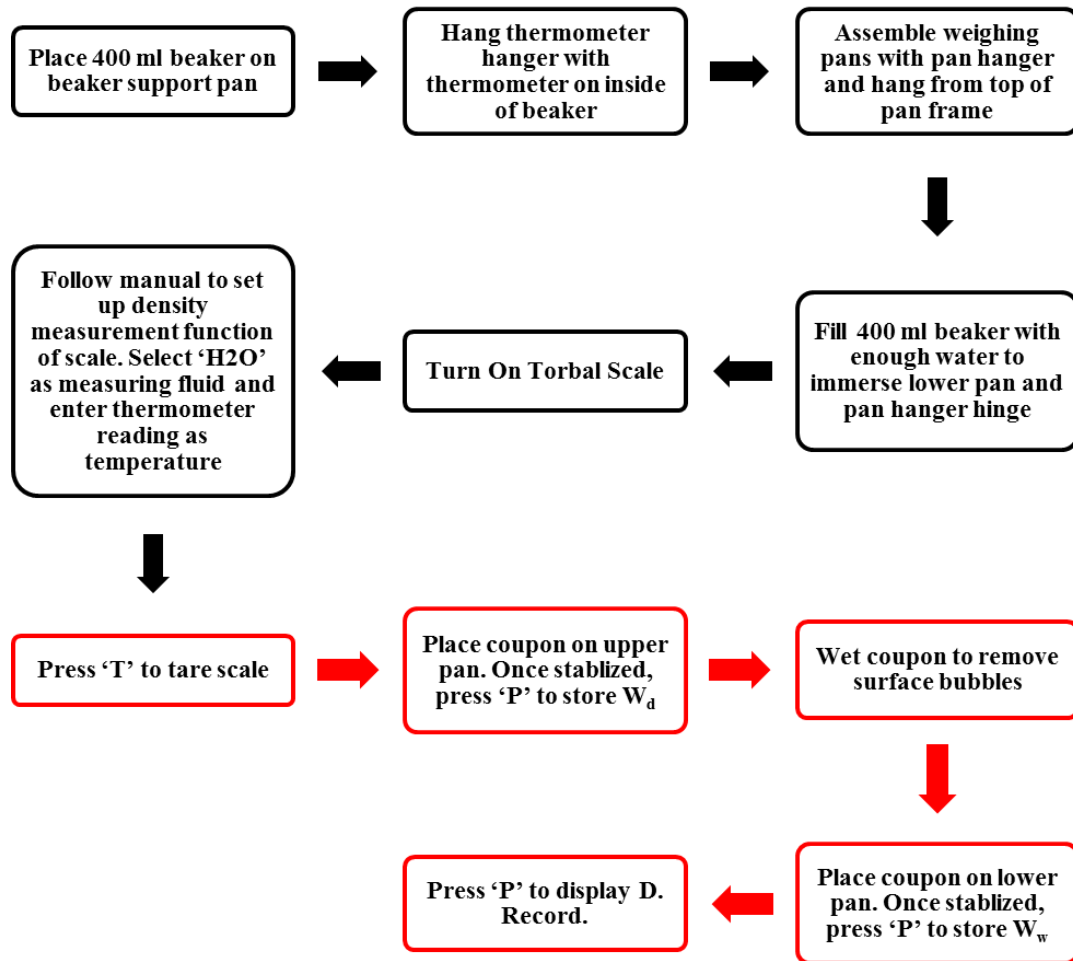 Place 400 ml beaker on
beaker support pan
Hang thermometer
hanger with
thermometer on inside
of beaker
Assemble weighing
pans with pan hanger
and hang from top of
pan frame
Fill 400 ml beaker with
enough water to
immerse lower pan and
pan hanger hinge
Turn On Torbal Scale
Follow manual to set
up density
measurement function
of scale. Select ‘H2O’
as measuring fluid and
enter thermometer
reading as
temperature
Press ‘T’ to tare scale
Place coupon on upper
pan. Once stablized,
press ‘P’ to store Wd
Wet coupon to remove
surface bubbles
Place coupon on lower
pan. Once stablized,
press ‘P’ to store Ww
Press ‘P’ to display D.
Record.